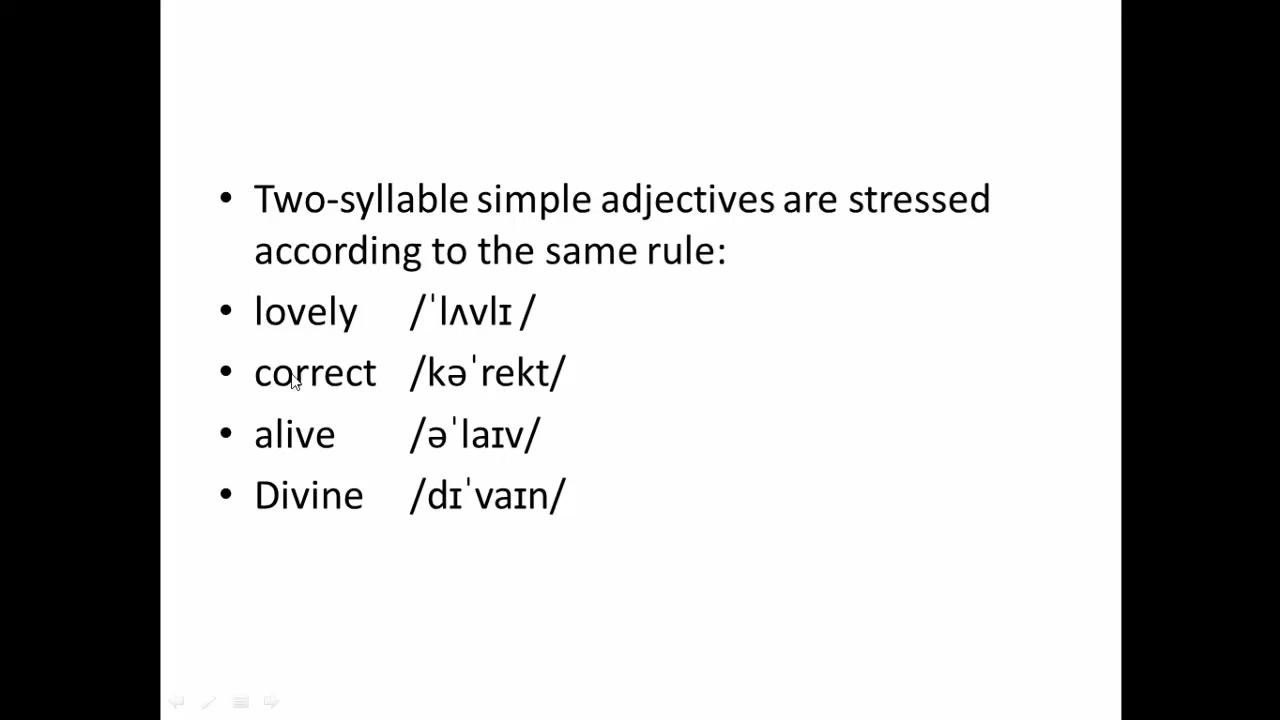 • Two-syllable simple adjectives are stressed
according to the same rule:
• lovely /ˈlʌvlɪ /
• correct /kəˈrekt/
• alive /əˈlaɪv/
• Divine /dɪˈvaɪn/